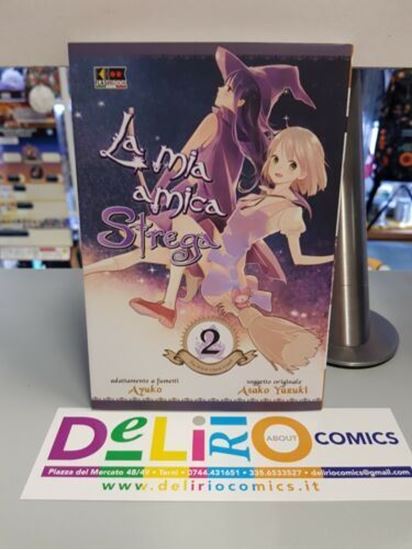 La mia
amica
Strega
2
adattamento a fumetti
Ayuko
soggetto originale
Asako Yuzuki
DeLiRiO
ABOUT
COMICS
Piazza del Mercato 48/49 - Terni - 0744.431651 - 335.6533527 - deliriocomics@gmail.com
www.deliriocomics.it